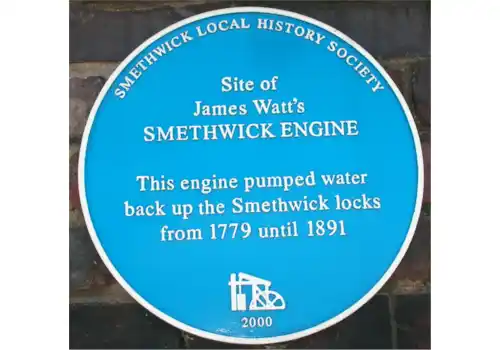 SMETHWICK LOCAL HISTORY SOCIETY
Site of
James Watt's
SMETHWICK ENGINE
This engine pumped water
back up the Smethwick locks
from 1779 until 1891
2000